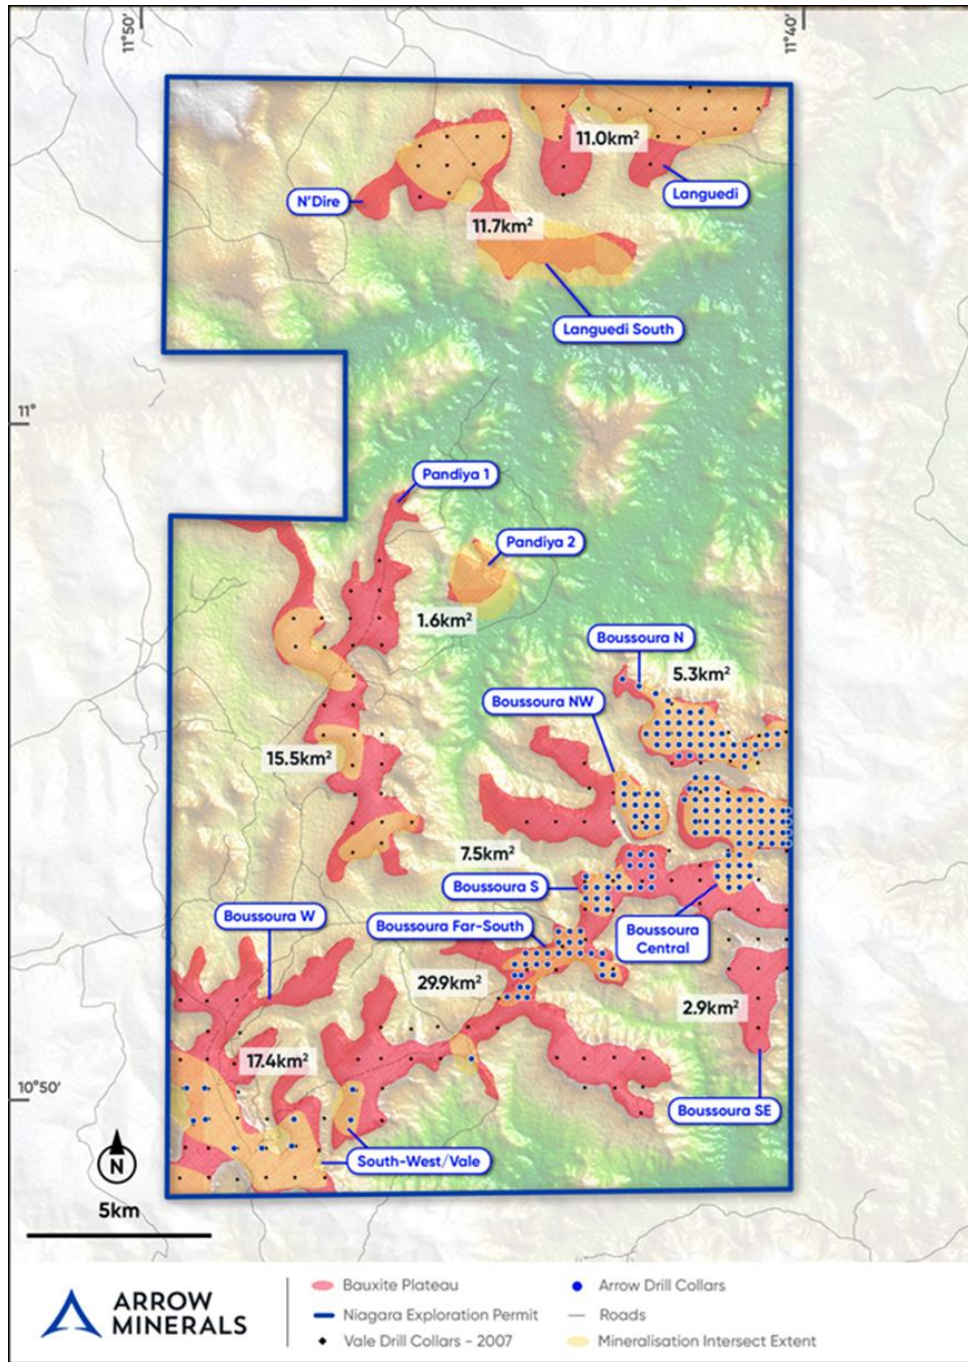 11°50'
11°40'
11.0km²
Languedi
N'Dire
11.7km²
Languedi South
11°
Pandiya 1
Pandiya 2
1.6km²
Boussoura N
5.3km²
Boussoura NW
15.5km²
7.5km²
Boussoura S
Boussoura W
Boussoura Far-South
Boussoura
Central
29.9km²
2.9km²
17.4km²
10°50'
Boussoura SE
South-West/Vale
N
5km
ARROW
MINERALS
Bauxite Plateau
Niagara Exploration Permit
Vale Drill Collars - 2007
Arrow Drill Collars
Roads
Mineralisation Intersect Extent